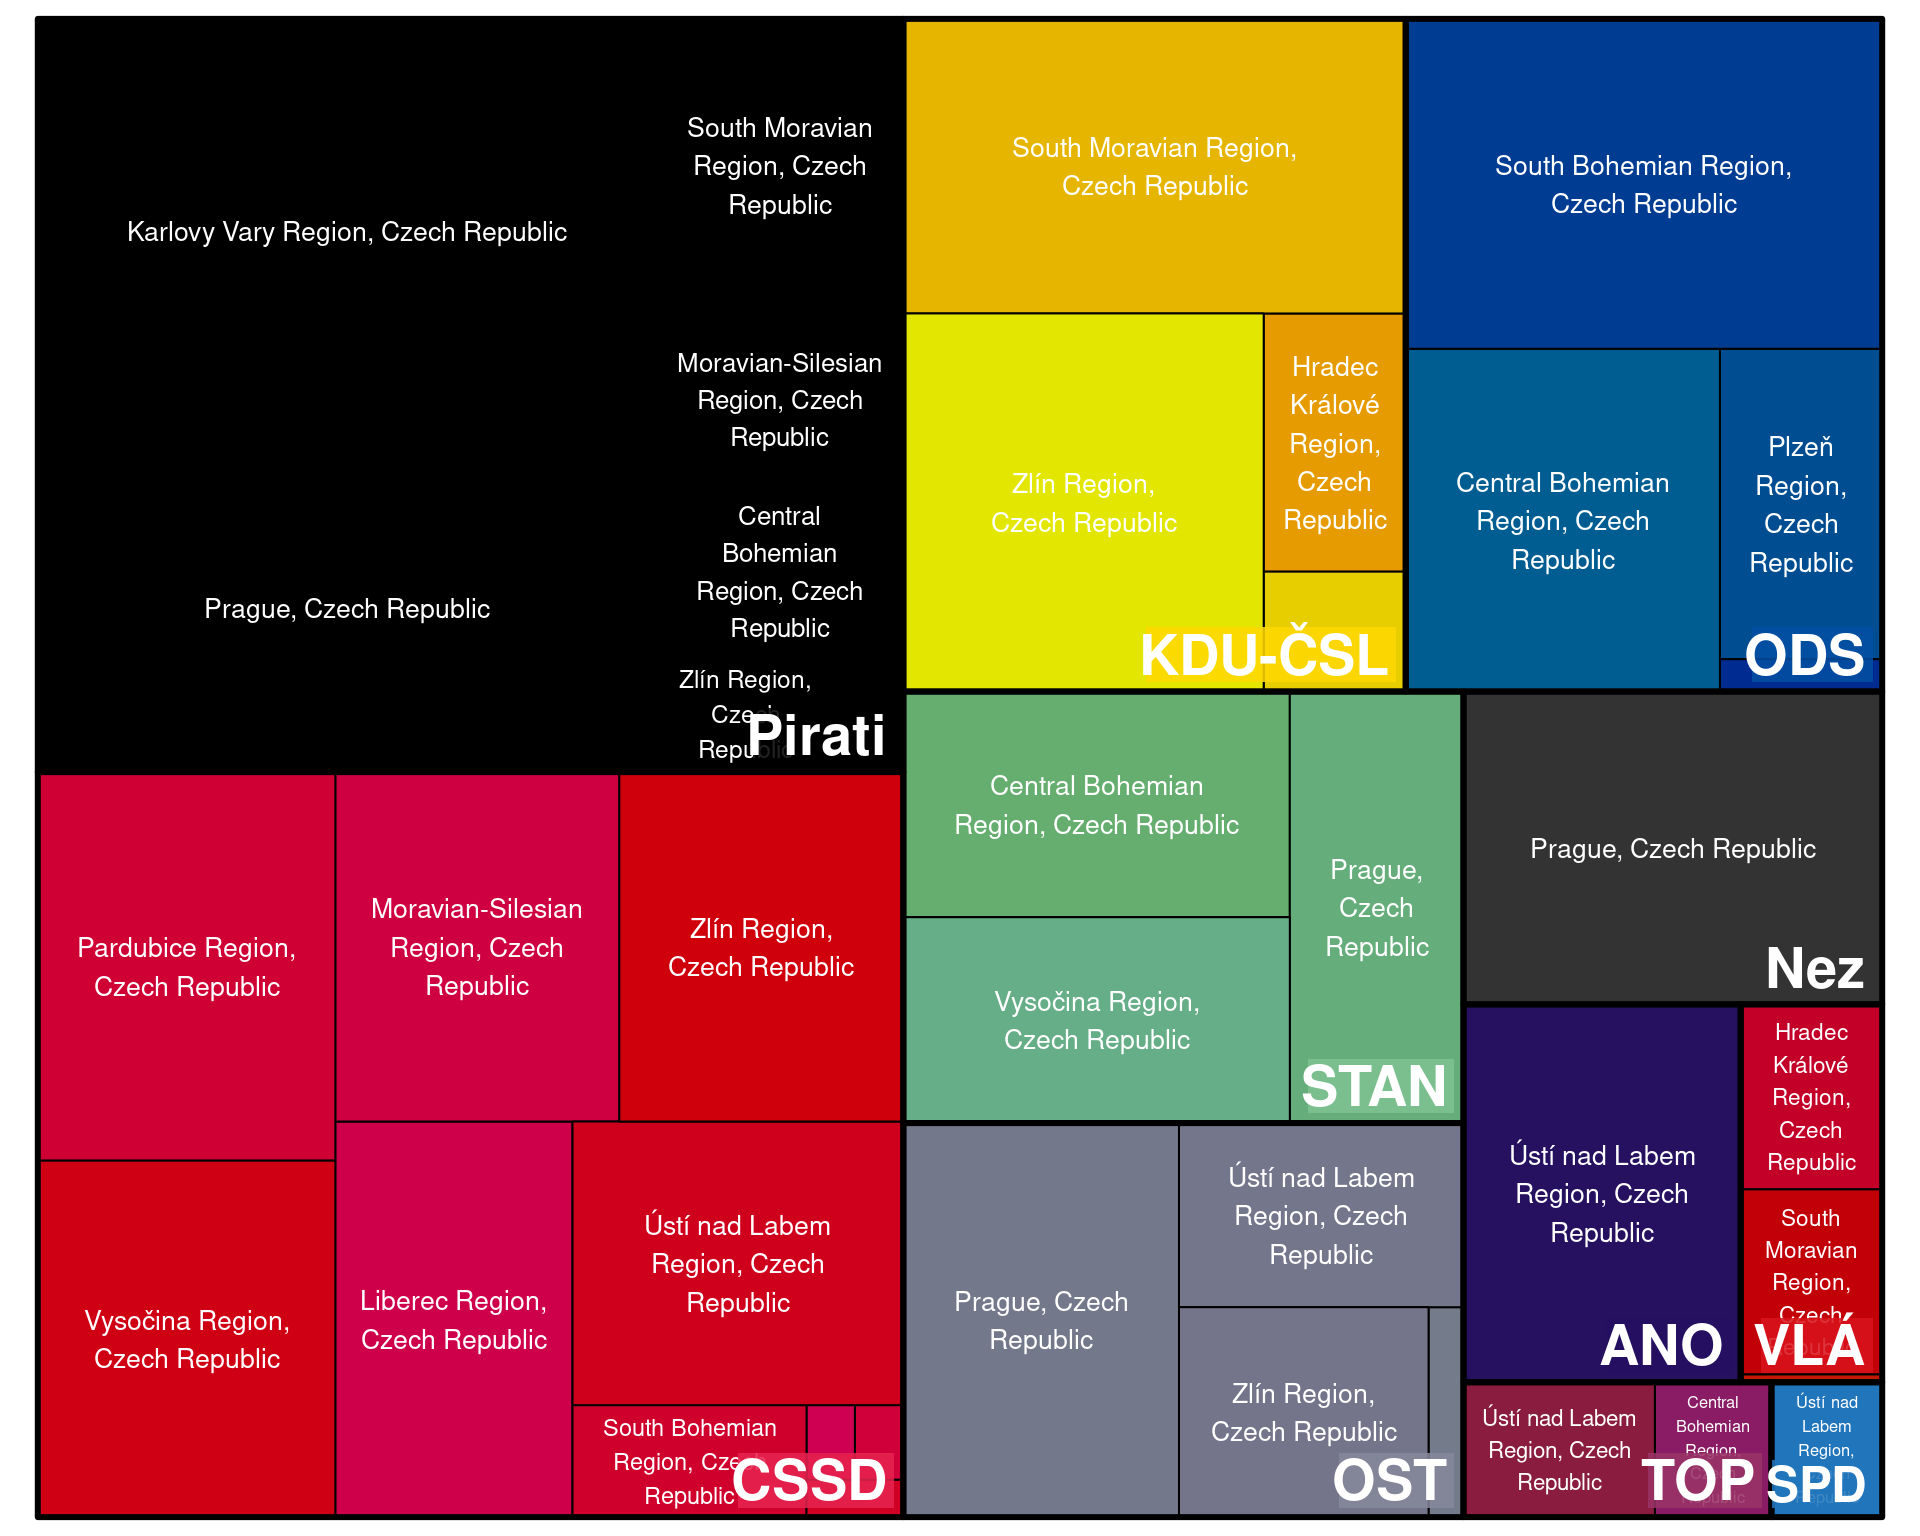 Karlovy Vary Region, Czech Republic
South Moravian
Region, Czech
Republic
Moravian-Silesian
Region, Czech
Republic
Prague, Czech Republic
Central
Bohemian
Region, Czech
Republic
Zlín Region,
Czech
Republic
Pirati
South Moravian Region,
Czech Republic
Zlín Region,
Czech Republic
Hradec
Králové
Region,
Czech
Republic
KDU-ČSL
South Bohemian Region,
Czech Republic
Central Bohemian
Region, Czech
Republic
Plzeň
Region,
Czech
Republic
ODS
Pardubice Region,
Czech Republic
Moravian-Silesian
Region, Czech
Republic
Zlín Region,
Czech Republic
Vysočina Region,
Czech Republic
Liberec Region,
Czech Republic
Ústí nad Labem
Region, Czech
Republic
South Bohemian
Region, Czech
Republic
CSSD
Central Bohemian
Region, Czech Republic
Vysočina Region,
Czech Republic
Prague,
Czech
Republic
STAN
Prague, Czech
Republic
Ústí nad Labem
Region, Czech
Republic
Zlín Region,
Czech Republic
OST
Prague, Czech Republic
Nez
Ústí nad Labem
Region, Czech
Republic
ANO
Hradec
Králové
Region,
Czech
Republic
South
Moravian
Region,
Czech
Republic
VLÁ
Ústí nad Labem
Region, Czech
Republic
Central
Bohemian
Region,
TOP
Ústí nad
Labem
Region,
SPD